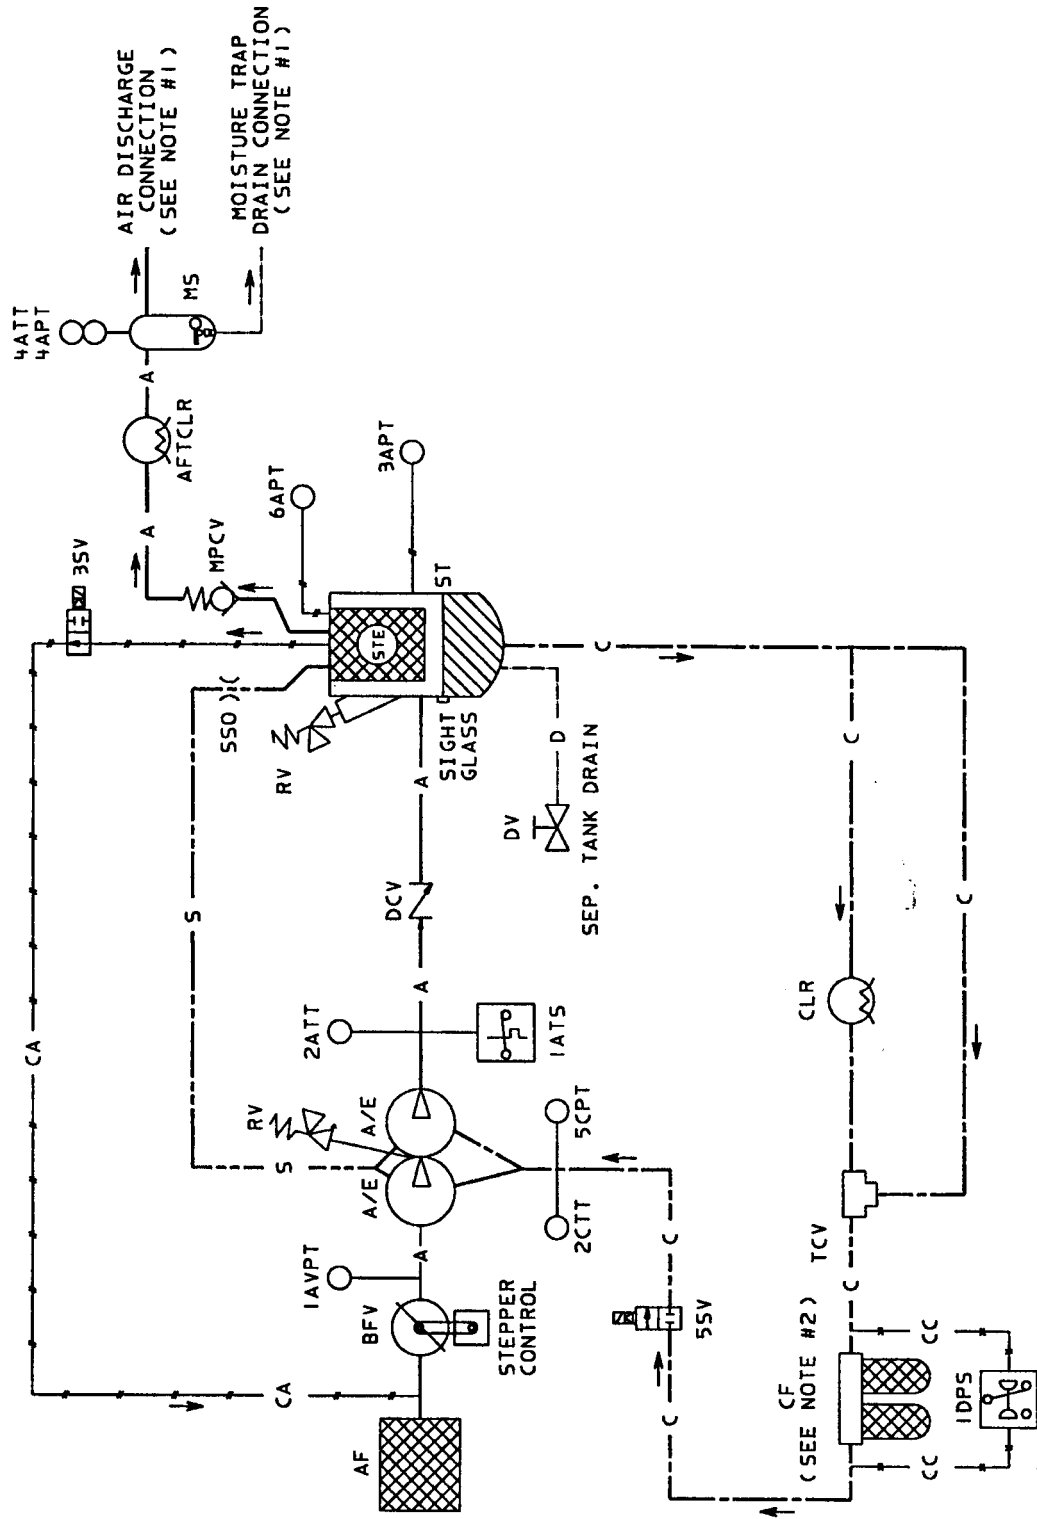 4ATT
4APT
AIR DISCHARGE
CONNECTION
(SEE NOTE #1)
MOISTURE TRAP
DRAIN CONNECTION
(SEE NOTE #1)
MS
A
AFTCLR
A
3SV
MPCV
6APT
3APT
STE
ST
SSO
RV
SIGHT
GLASS
A
D
DV
SEP. TANK DRAIN
C
C
C
CLR
TCV
C
CA
S
DCV
A
2ATT
1ATS
RV
A/E
A/E
S
5CPT
2CTT
A
1AVPT
BFV
STEPPER
CONTROL
CA
AF
C
5SV
C
CF
(SEE NOTE #2)
CC
1DPS
CC